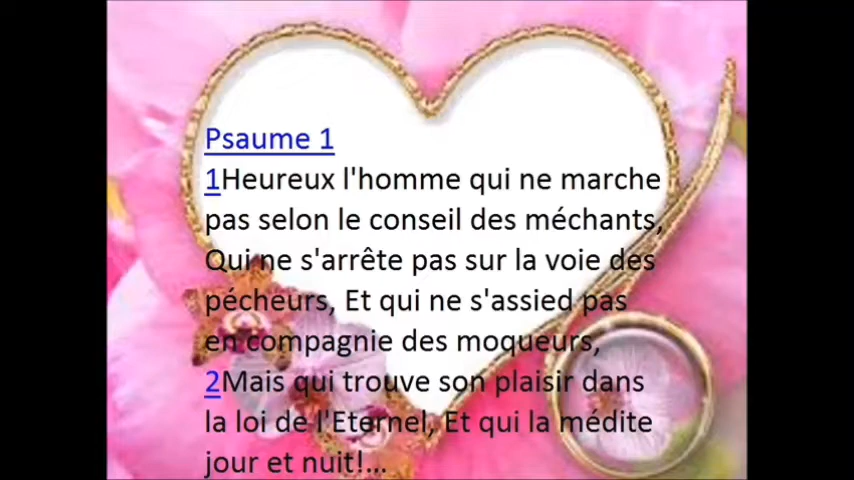 Psaume 1
1Heureux l'homme qui ne marche
pas selon le conseil des méchants,
Qui ne s'arrête pas sur la voie des
pécheurs, Et qui ne s'assied pas
en compagnie des moqueurs,
2Mais qui trouve son plaisir dans
la loi de l'Eternel, Et qui la médite
jour et nuit!...